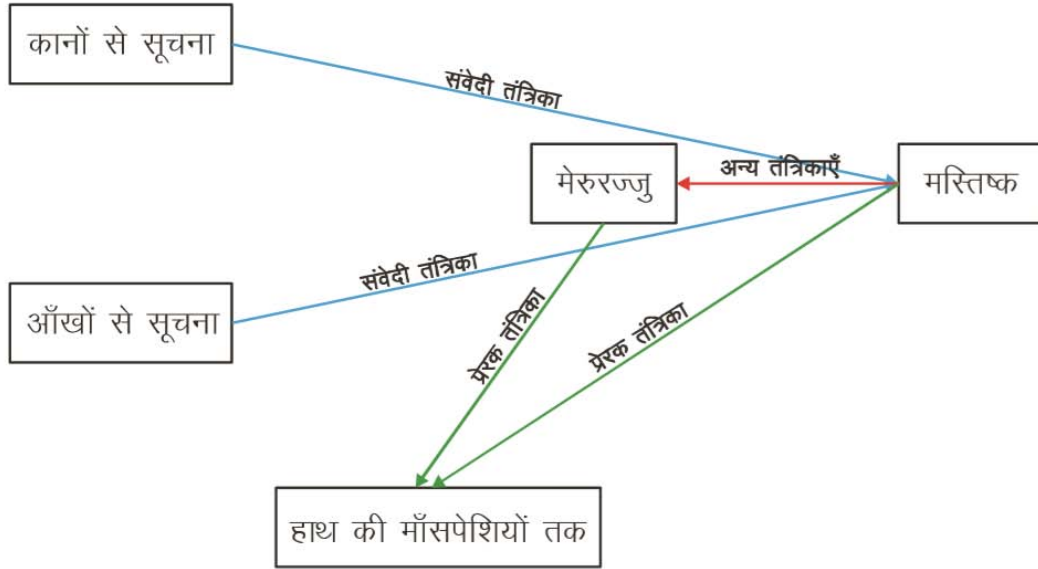 कानों से सूचना
संवेदी तंत्रिका
मेरुरज्जु
अन्य तंत्रिकाएँ
मस्तिष्क
संवेदी तंत्रिका
आँखों से सूचना
प्रेरक तंत्रिका
प्रेरक तंत्रिका
हाथ की माँसपेशियों तक